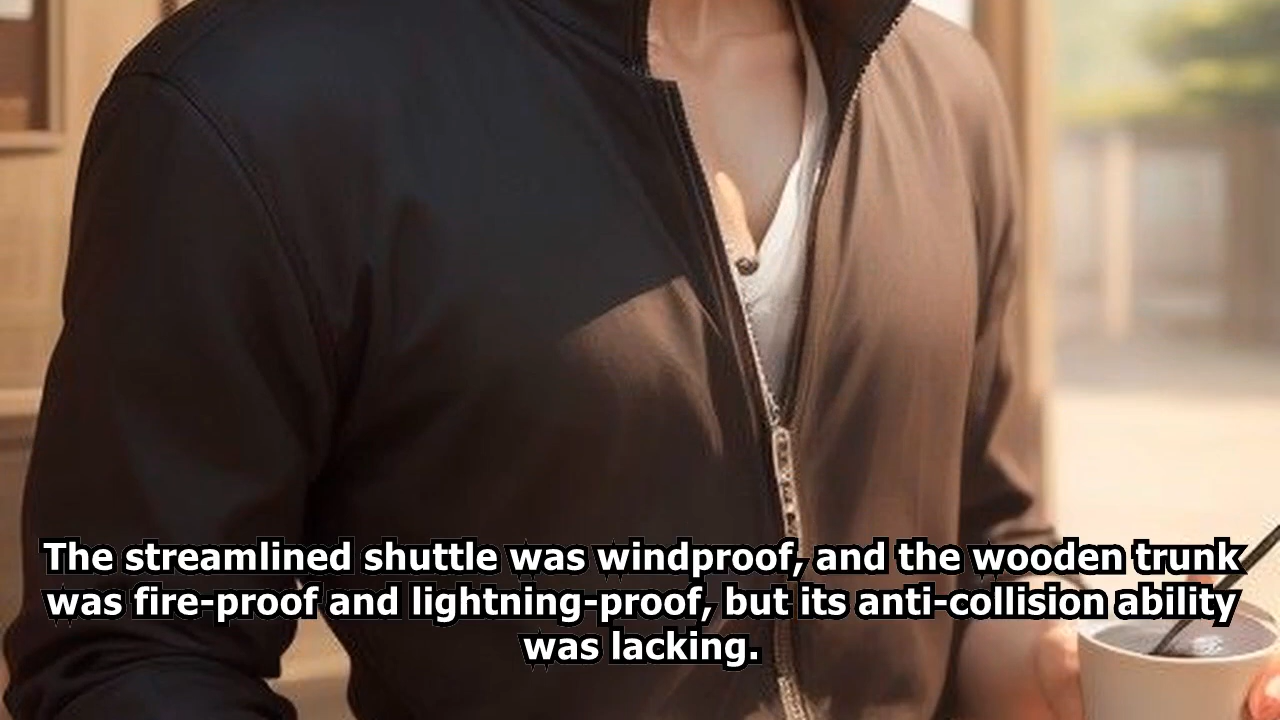 The streamlined shuttle was windproof, and the wooden trunk
was fire-proof and lightning-proof, but its anti-collision ability
was lacking.